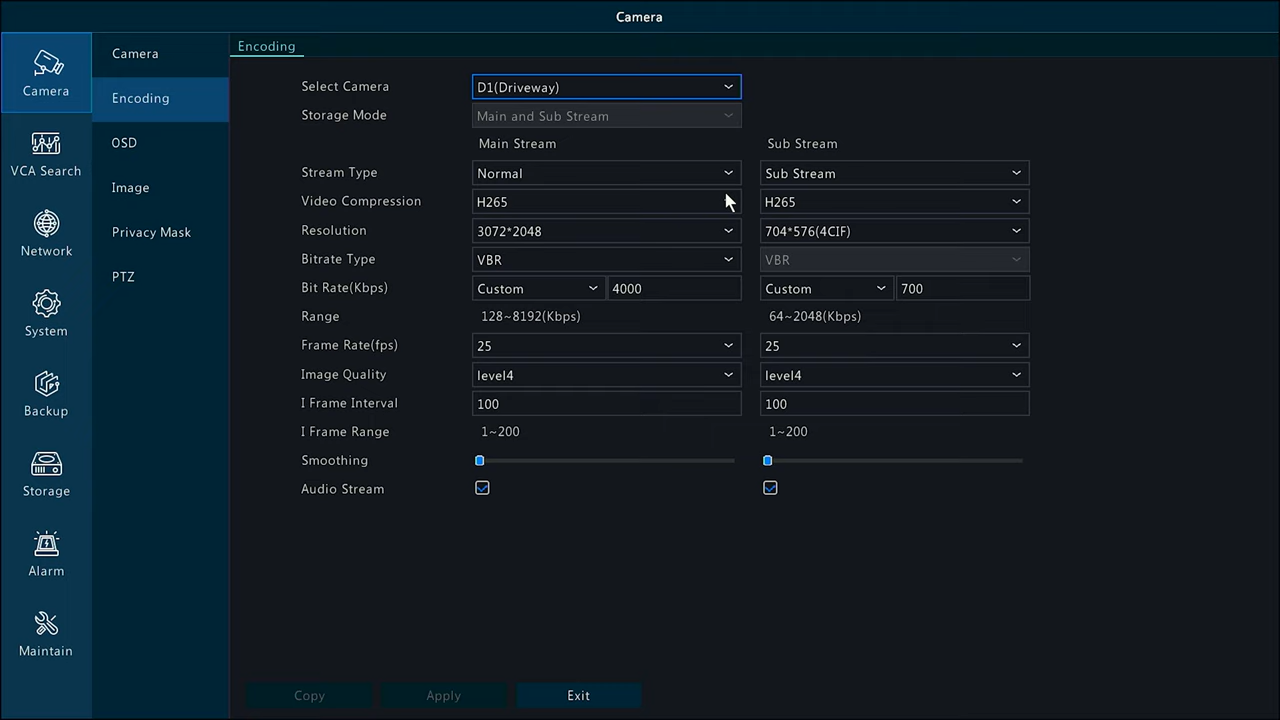 Camera
Camera
VCA Search
Network
System
Backup
Storage
Alarm
Maintain
Camera
Encoding
OSD
Image
Privacy Mask
PTZ
Encoding
Select Camera D1(Driveway)
Storage Mode Main and Sub Stream
Main Stream Sub Stream
Stream Type Normal Sub Stream
Video Compression H265 H265
Resolution 3072*2048 704*576(4CIF)
Bitrate Type VBR VBR
Bit Rate(Kbps) Custom 4000 Custom 700
Range 128~8192(Kbps) 64~2048(Kbps)
Frame Rate(fps) 25 25
Image Quality level4 level4
I Frame Interval 100 100
I Frame Range 1~200 1~200
Smoothing
Audio Stream
Copy Apply Exit